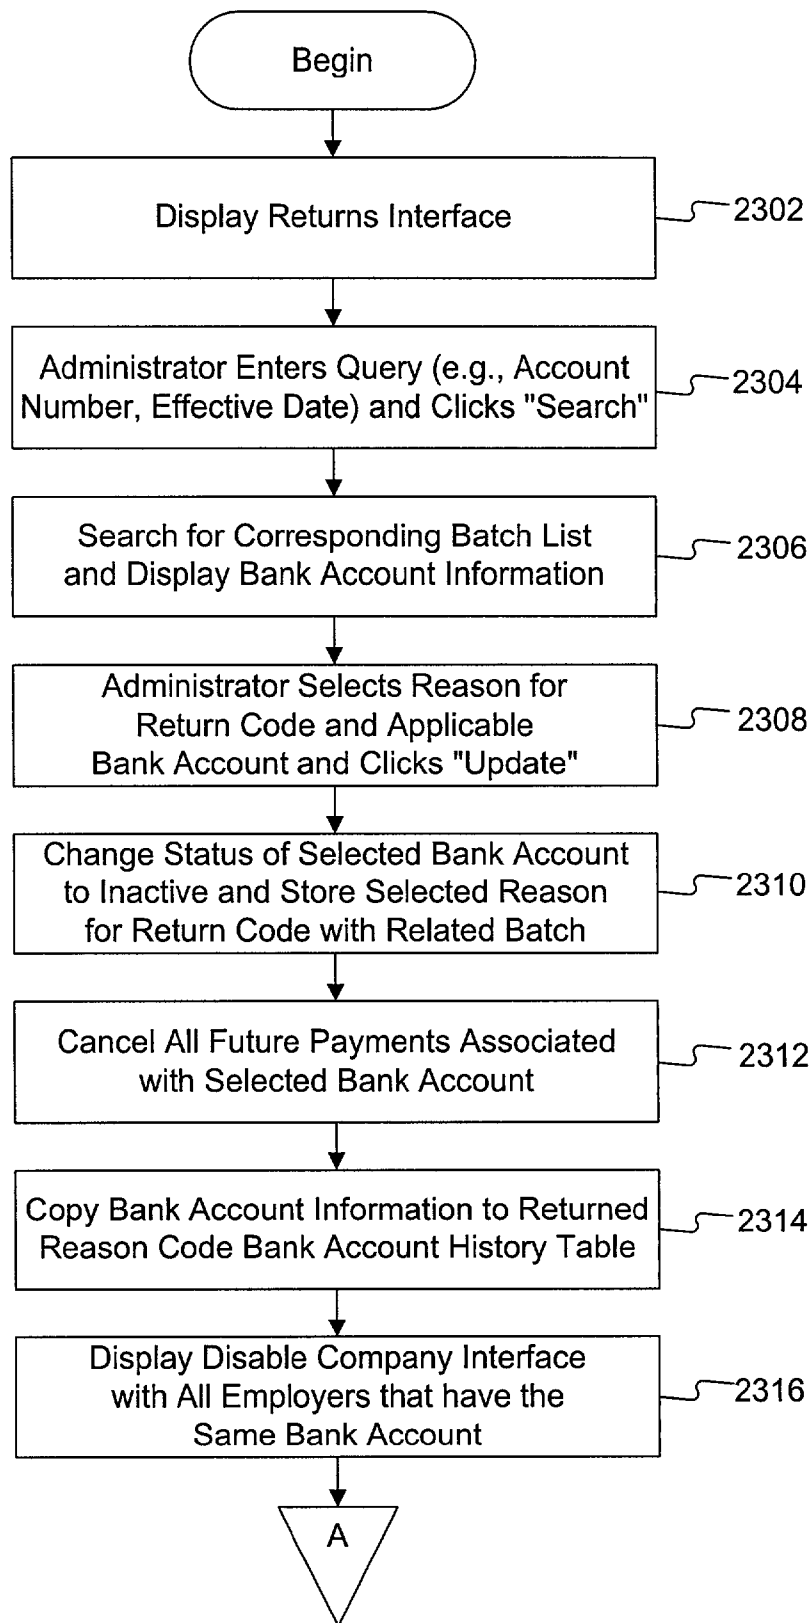 Begin
Display Returns Interface
2302
Administrator Enters Query (e.g., Account
Number, Effective Date) and Clicks "Search"
2304
Search for Corresponding Batch List
and Display Bank Account Information
2306
Administrator Selects Reason for
Return Code and Applicable
Bank Account and Clicks "Update"
2308
Change Status of Selected Bank Account
to Inactive and Store Selected Reason
for Return Code with Related Batch
2310
Cancel All Future Payments Associated
with Selected Bank Account
2312
Copy Bank Account Information to Returned
Reason Code Bank Account History Table
2314
Display Disable Company Interface
with All Employers that have the
Same Bank Account
2316
A